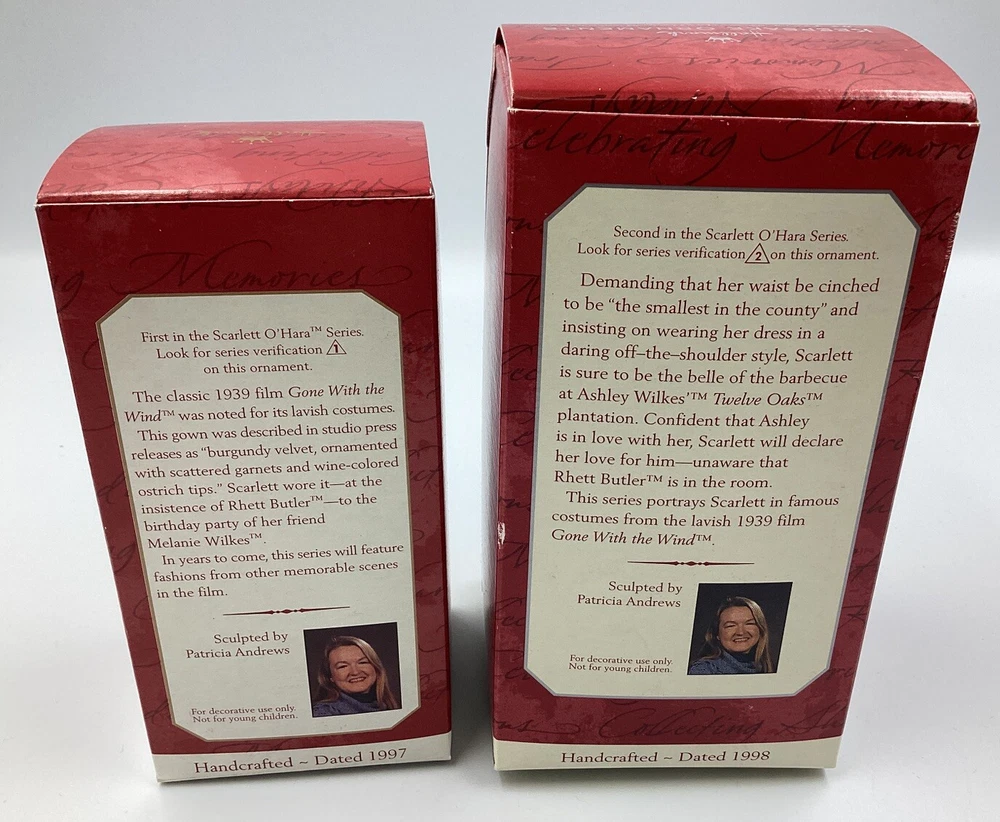 Memories
First in the Scarlett O'Hara™ Series.
Look for series verification 1
on this ornament.
The classic 1939 film Gone With the
Wind™ was noted for its lavish costumes.
This gown was described in studio press
releases as "burgundy velvet, ornamented
with scattered garnets and wine-colored
ostrich tips." Scarlett wore it—at the
insistence of Rhett Butler™—to the
birthday party of her friend
Melanie Wilkes™.
In years to come, this series will feature
fashions from other memorable scenes
in the film.
Sculpted by
Patricia Andrews
For decorative use only.
Not for young children.
Handcrafted ~ Dated 1997
Hallmark
KEEPSAKE ORNAMENTS
Celebrating Memorie
Second in the Scarlett O'Hara Series.
Look for series verification 2 on this ornament.
Demanding that her waist be cinched
to be "the smallest in the county" and
insisting on wearing her dress in a
daring off–the–shoulder style, Scarlett
is sure to be the belle of the barbecue
at Ashley Wilkes'™ Twelve Oaks™
plantation. Confident that Ashley
is in love with her, Scarlett will declare
her love for him—unaware that
Rhett Butler™ is in the room.
This series portrays Scarlett in famous
costumes from the lavish 1939 film
Gone With the Wind™.
Sculpted by
Patricia Andrews
For decorative use only.
Not for young children.
Collecting
Handcrafted ~ Dated 1998